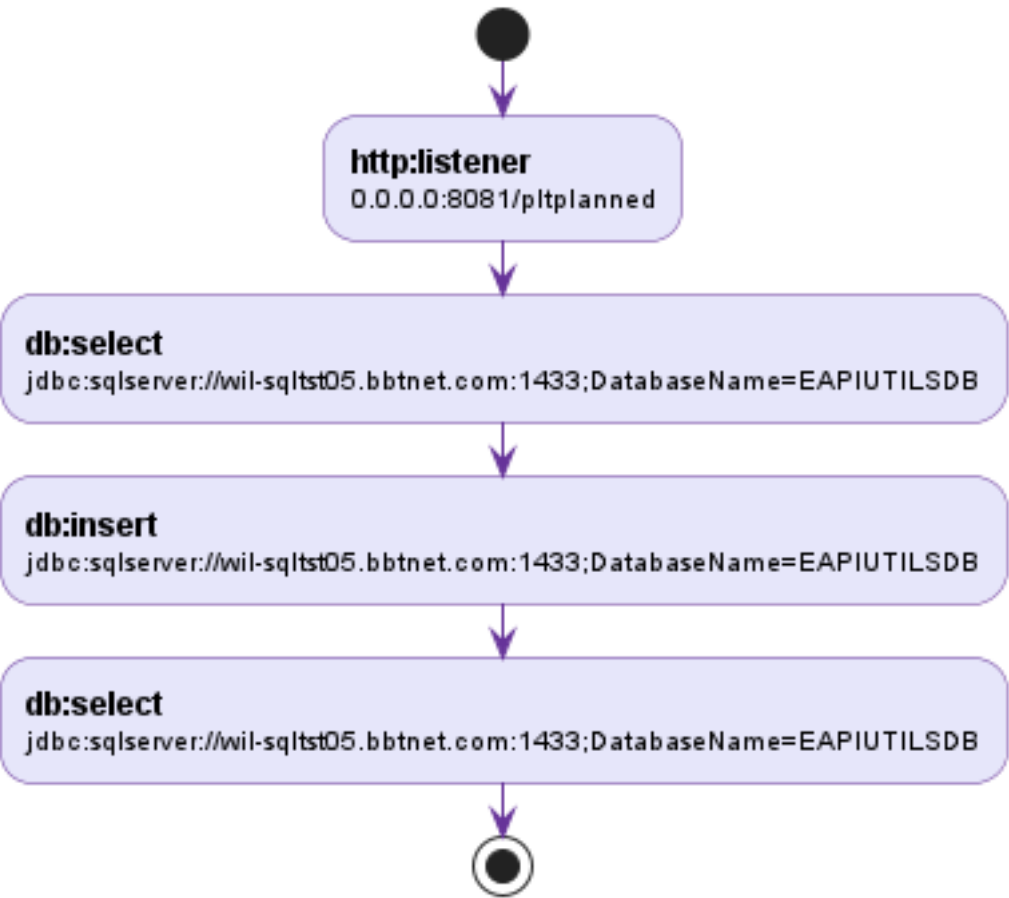 http:listener
0.0.0.0:8081/pltplanned
db:select
jdbc:sqlserver://wil-sqltst05.bbtnet.com:1433;DatabaseName=EAPIUTILSDB
db:insert
jdbc:sqlserver://wil-sqltst05.bbtnet.com:1433;DatabaseName=EAPIUTILSDB
db:select
jdbc:sqlserver://wil-sqltst05.bbtnet.com:1433;DatabaseName=EAPIUTILSDB